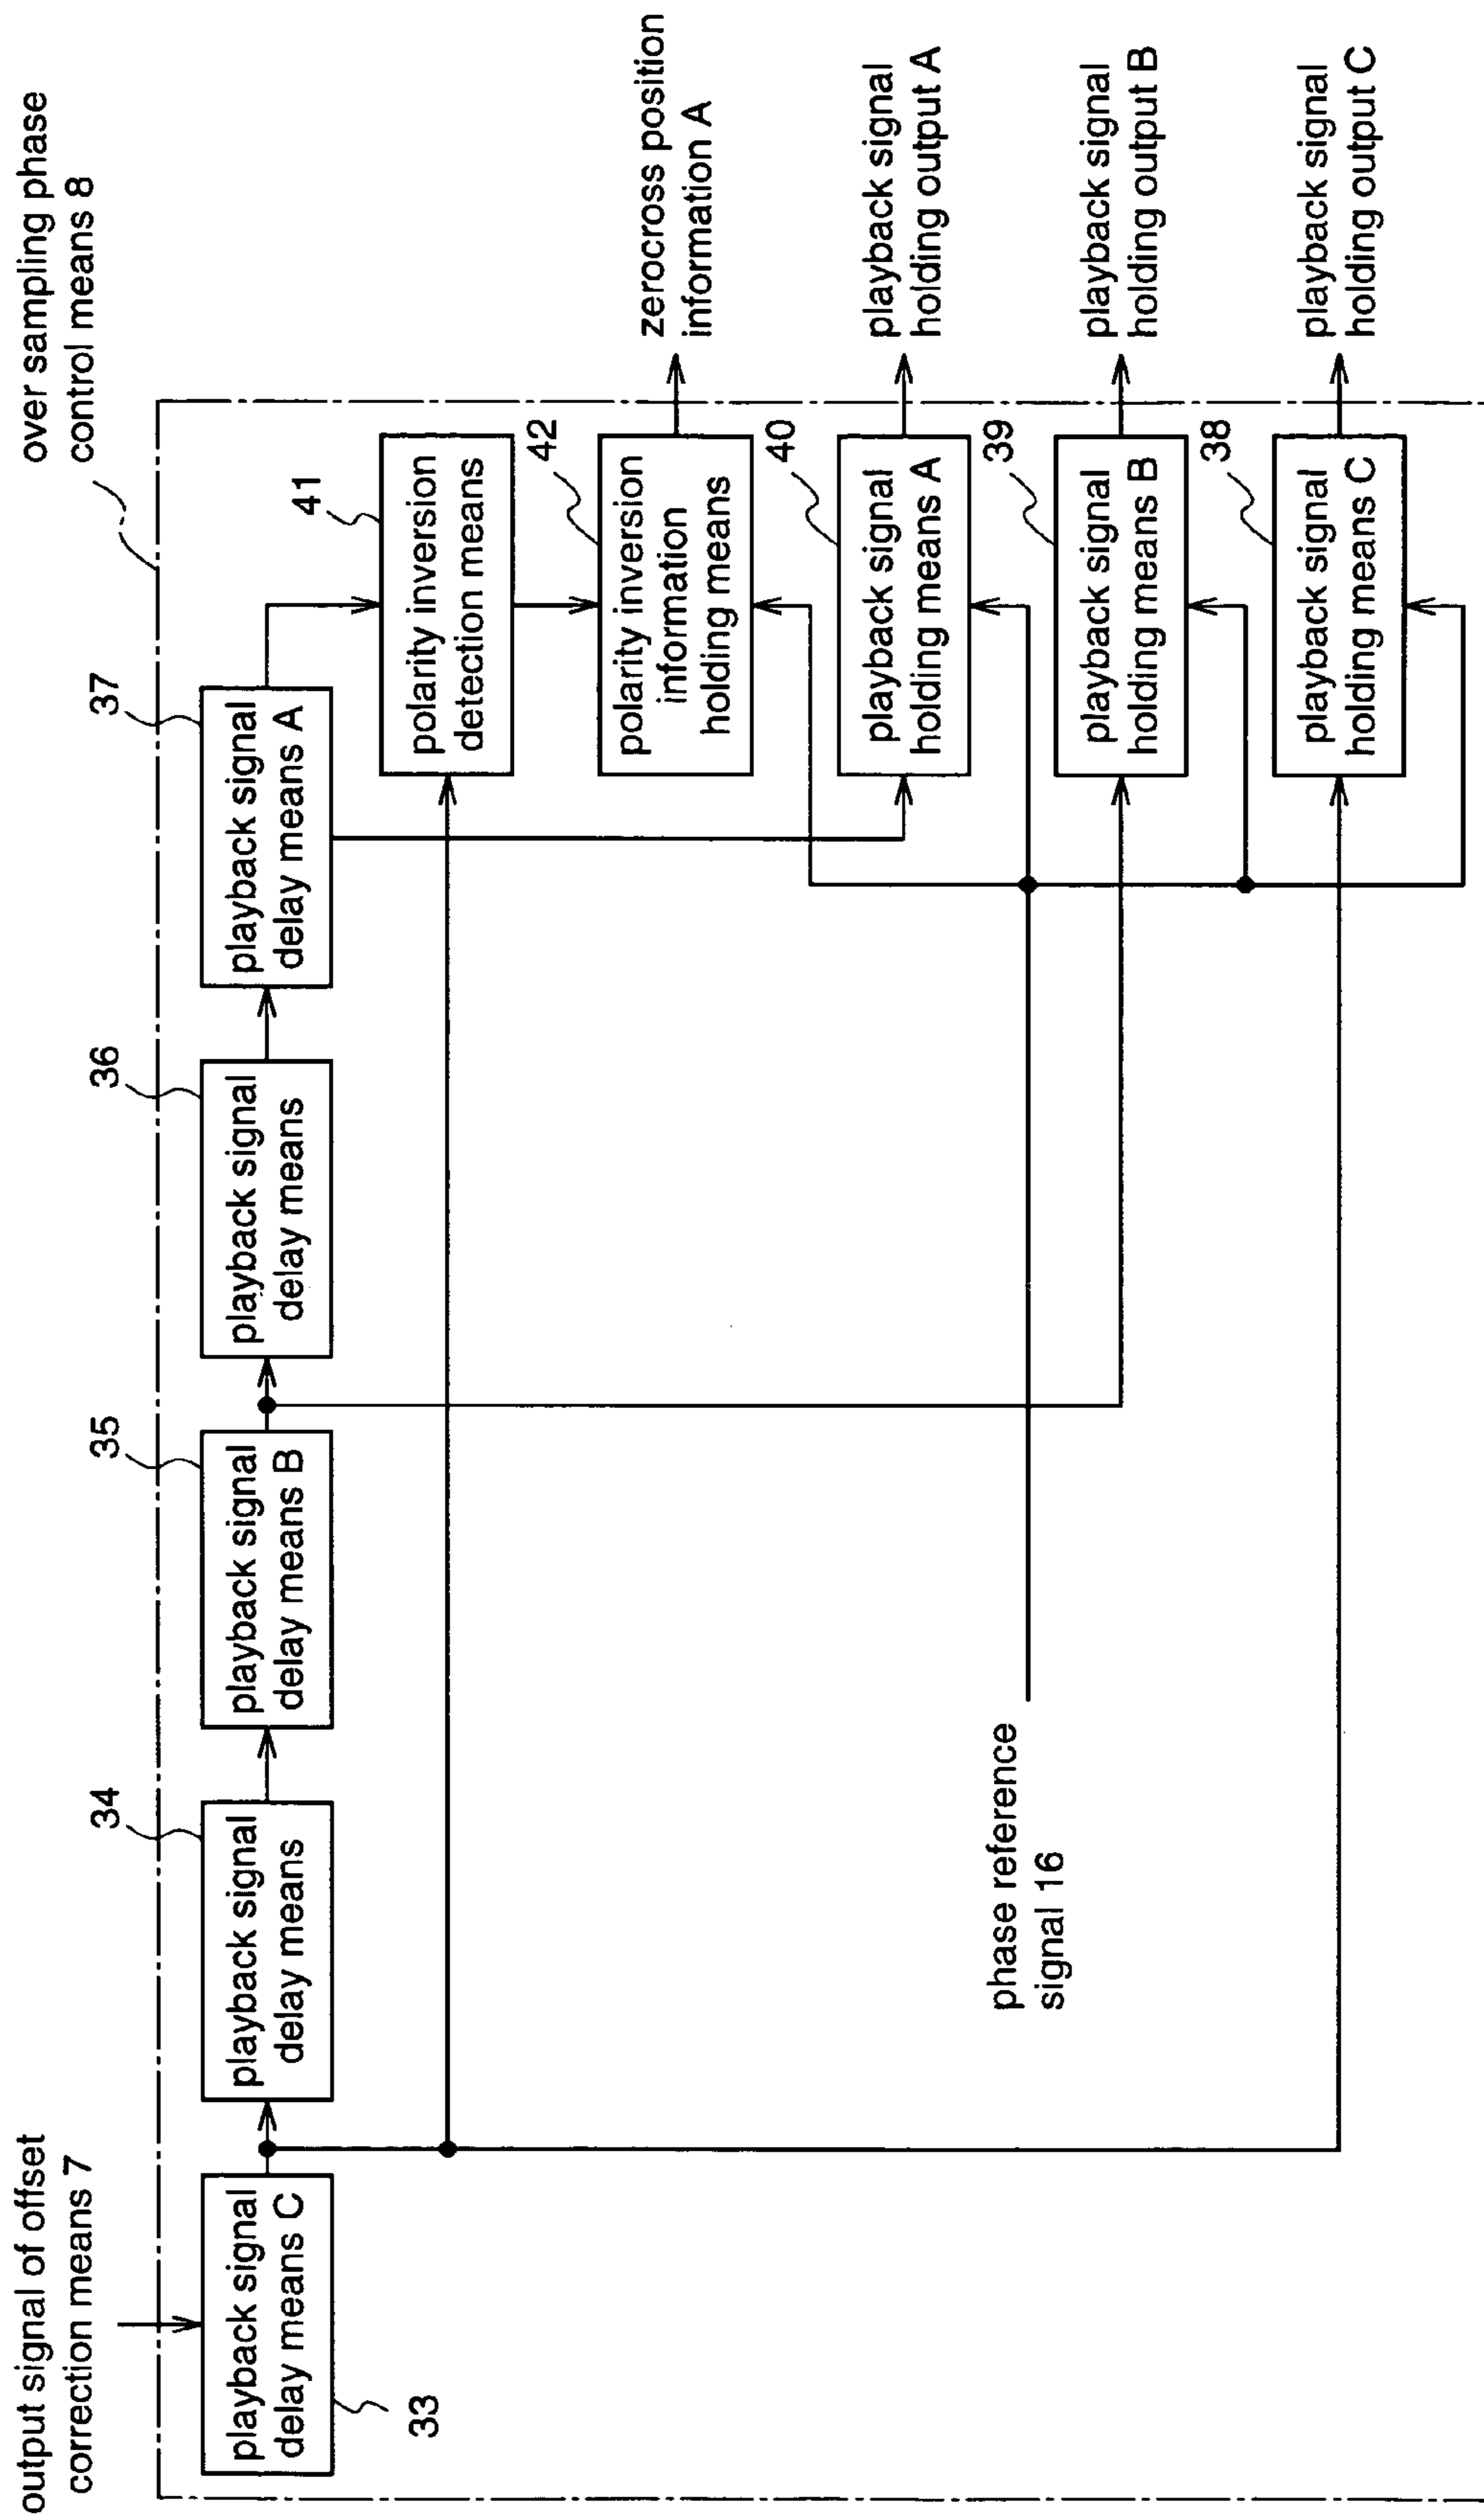 output signal of offset
correction means 7
over sampling phase
control means 8
33
playback signal
delay means C
34
playback signal
delay means
35
playback signal
delay means B
36
playback signal
delay means
37
playback signal
delay means A
41
polarity inversion
detection means
42
polarity inversion
information
holding means
zerocross position
information A
40
playback signal
holding means A
playback signal
holding output A
phase reference
signal 16
39
playback signal
holding means B
playback signal
holding output B
38
playback signal
holding means C
playback signal
holding output C